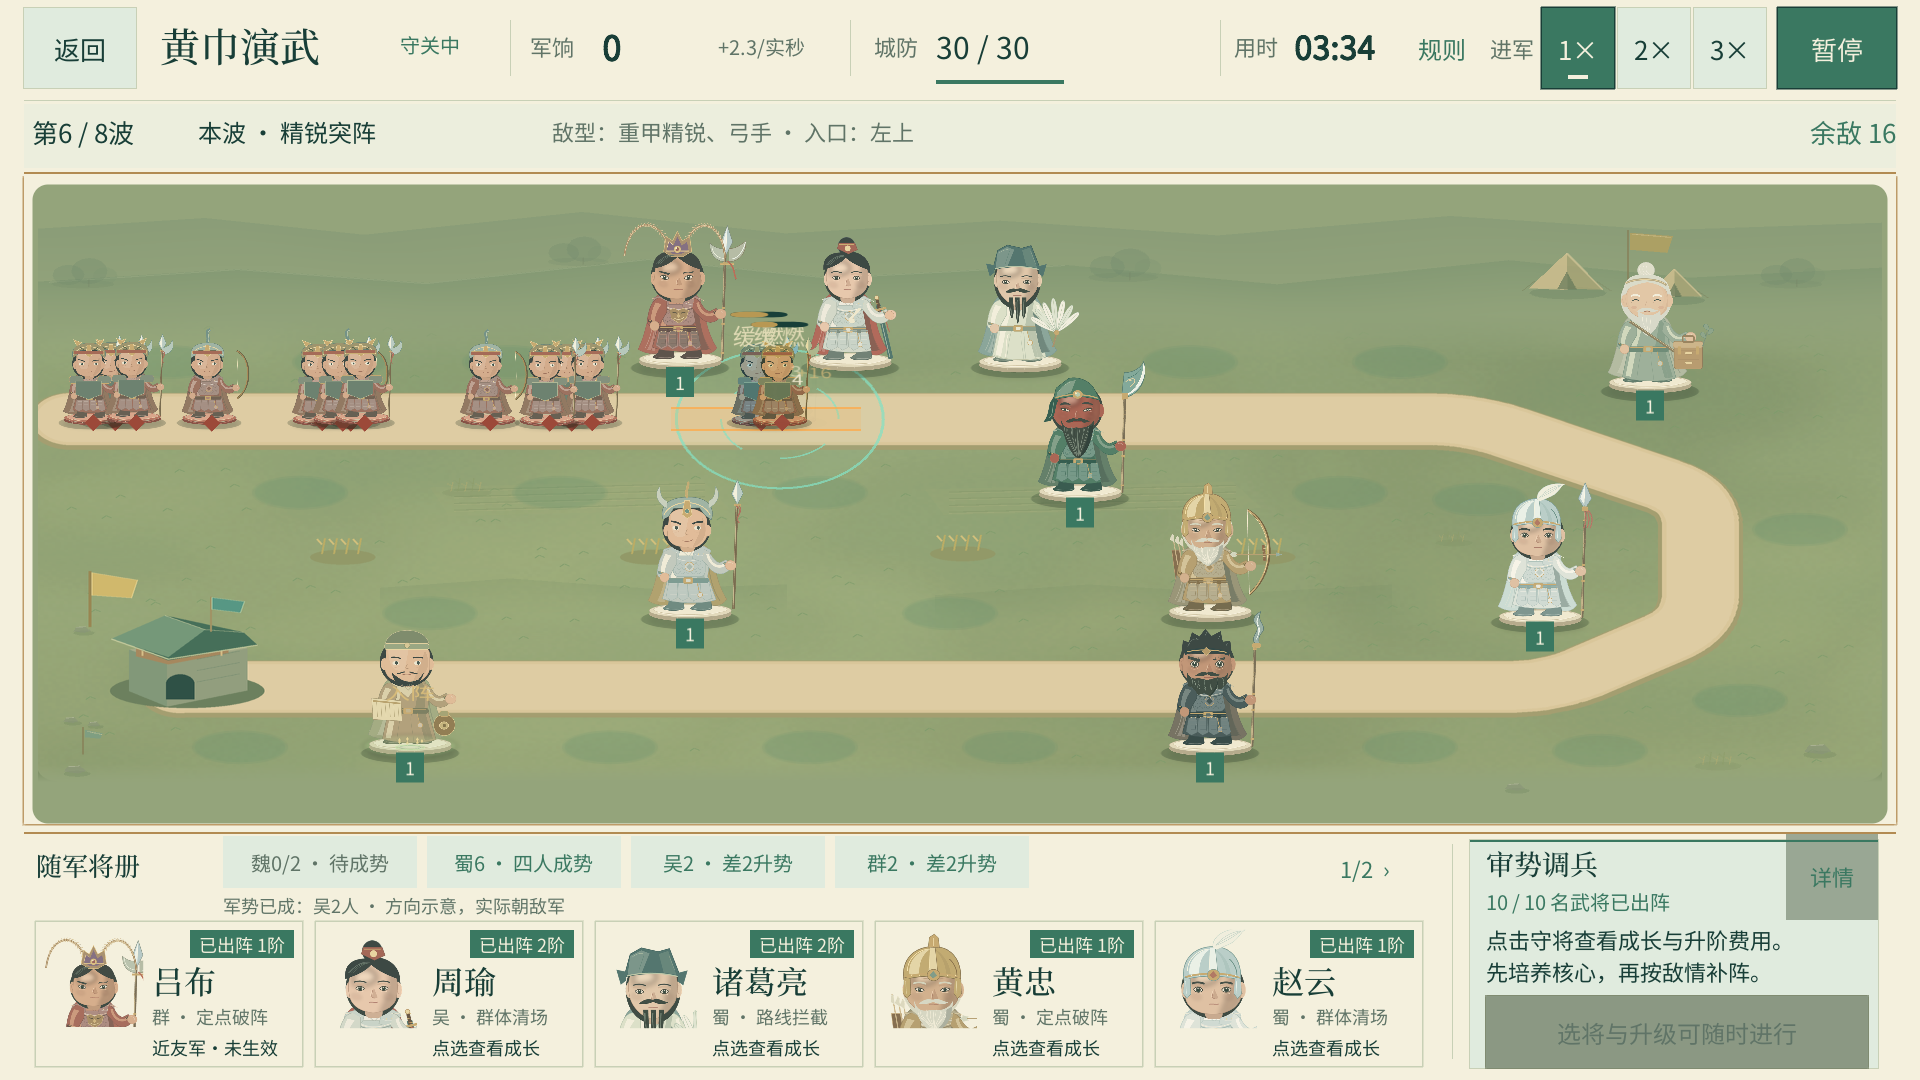 返回
黄巾演武
守关中
军饷 0
+2.3/实秒
城防 30 / 30
用时 03:34
规则
进军
1×
2×
3×
暂停
第6 / 8波
本波 · 精锐突阵
敌型：重甲精锐、弓手 · 入口：左上
余敌 16
1
1
1
1
1
1
1
随军将册
魏0/2 · 待成势
蜀6 · 四人成势
吴2 · 差2升势
群2 · 差2升势
1/2 ›
军势已成：吴2人 · 方向示意，实际朝敌军
已出阵 1阶
吕布
群 · 定点破阵
近友军·未生效
已出阵 2阶
周瑜
吴 · 群体清场
点选查看成长
已出阵 2阶
诸葛亮
蜀 · 路线拦截
点选查看成长
已出阵 1阶
黄忠
蜀 · 定点破阵
点选查看成长
已出阵 1阶
赵云
蜀 · 群体清场
点选查看成长
审势调兵
详情
10 / 10 名武将已出阵
点击守将查看成长与升阶费用。
先培养核心，再按敌情补阵。
选将与升级可随时进行